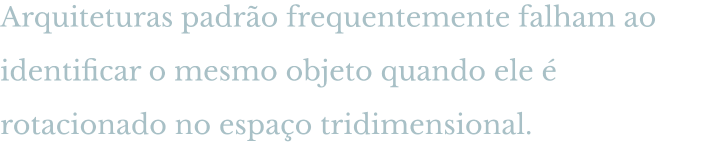 Arquiteturas padrão frequentemente falham ao
identificar o mesmo objeto quando ele é
rotacionado no espaço tridimensional.